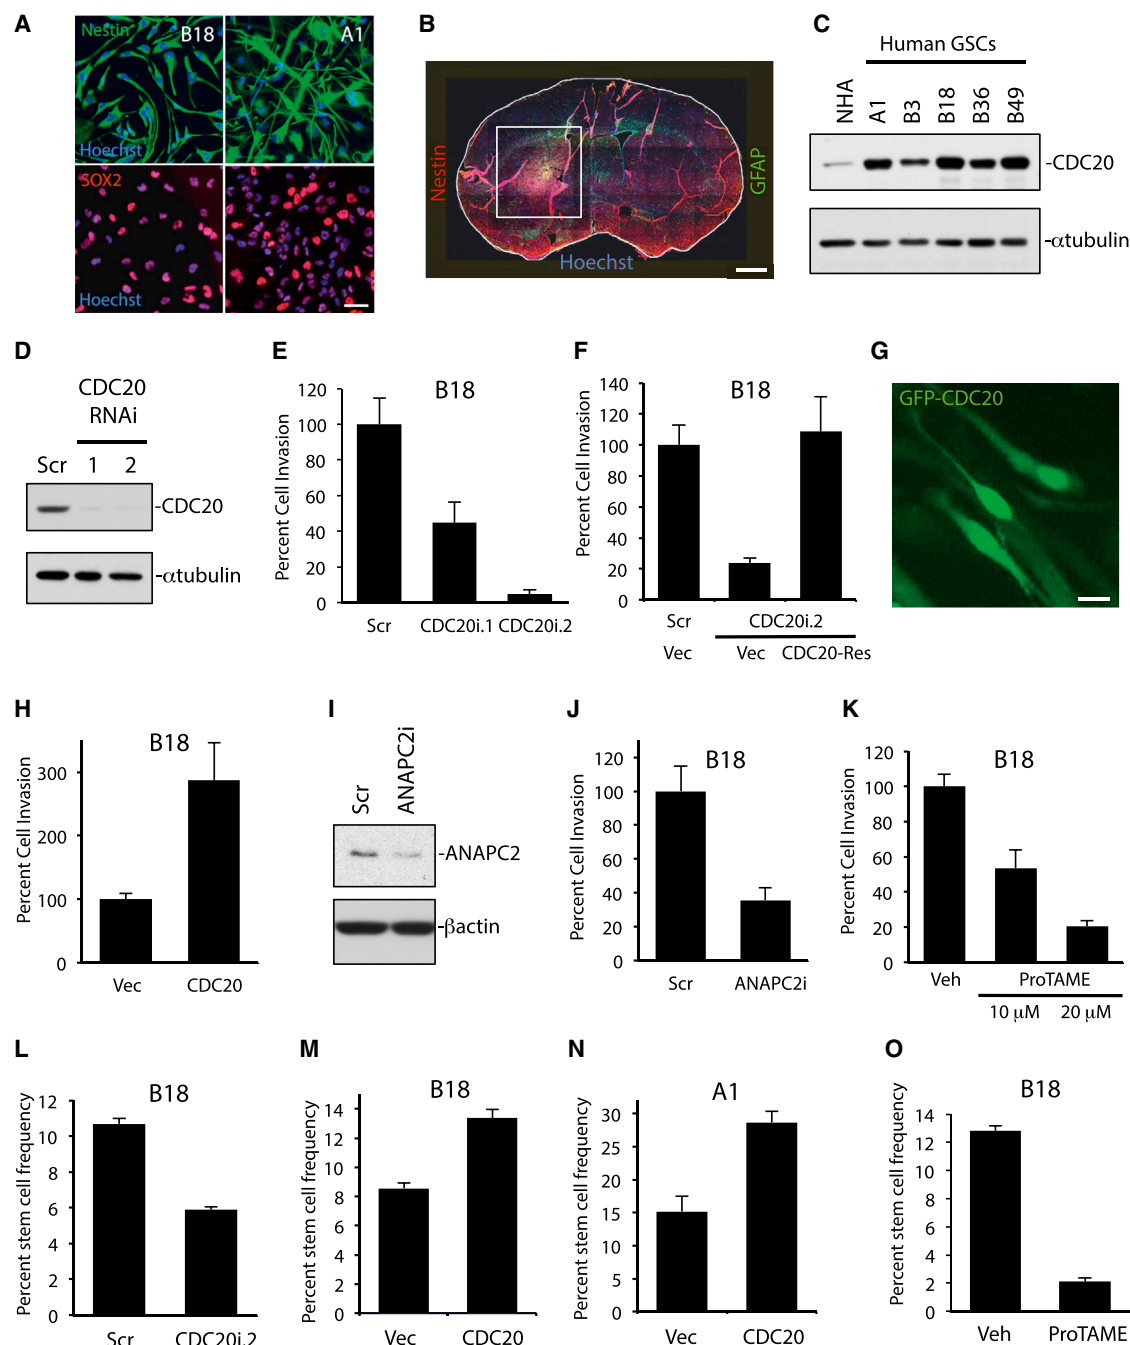 A
Nestin
B18
A1
Hoechst
SOX2
Hoechst
B
Nestin
GFAP
Hoechst
C
Human GSCs
NHA
A1
B3
B18
B36
B49
-CDC20
-αtubulin
D
CDC20
RNAi
Scr 1 2
-CDC20
-αtubulin
E
B18
Percent Cell Invasion
120
100
80
60
40
20
0
Scr CDC20i.1 CDC20i.2
F
B18
Percent Cell Invasion
140
120
100
80
60
40
20
0
Scr CDC20i.2
Vec Vec CDC20-Res
G
GFP-CDC20
H
B18
Percent Cell Invasion
300
200
100
0
Vec CDC20
I
Scr
ANAPC2i
-ANAPC2
-βactin
J
B18
Percent Cell Invasion
120
100
80
60
40
20
0
Scr ANAPC2i
K
B18
Percent Cell Invasion
120
100
80
60
40
20
0
Veh ProTAME
10 μM 20 μM
L
B18
Percent stem cell frequency
12
10
8
6
4
2
0
Scr CDC20i.2
M
B18
Percent stem cell frequency
14
12
10
8
6
4
2
0
Vec CDC20
N
A1
Percent stem cell frequency
30
25
20
15
10
5
0
Vec CDC20
O
B18
Percent stem cell frequency
14
12
10
8
6
4
2
0
Veh ProTAME